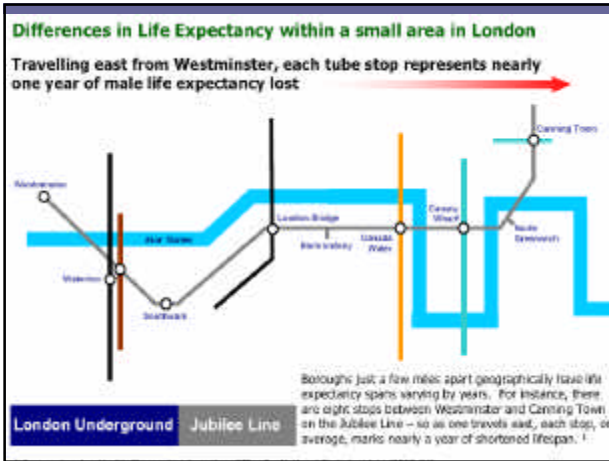 Differences in Life Expectancy within a small area in London
Travelling east from Westminster, each tube stop represents nearly
one year of male life expectancy lost
Canning Town
Westminster
London Bridge
Canary
Wharf
River Thames
Bermondsey
Canada
Water
North
Greenwich
Waterloo
Southwark
Boroughs just a few miles apart geographically have life
expectancy spans varying by years. For instance, there
are eight stops between Westminster and Canning Town
on the Jubilee Line – so as one travels east, each stop, on
average, marks nearly a year of shortened lifespan. 1
London Underground
Jubilee Line